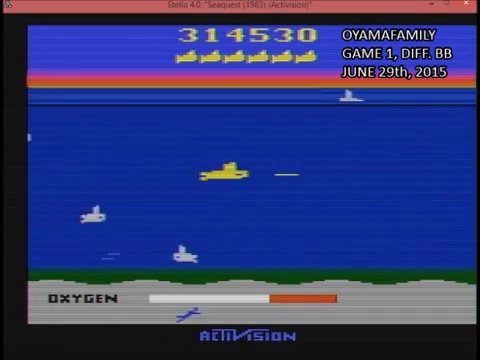 Stella 4.0: "Seaquest (1983) (Activision)"
314530
OYAMAFAMILY
GAME 1, DIFF. BB
JUNE 29th, 2015
OXYGEN
ACTIVISION